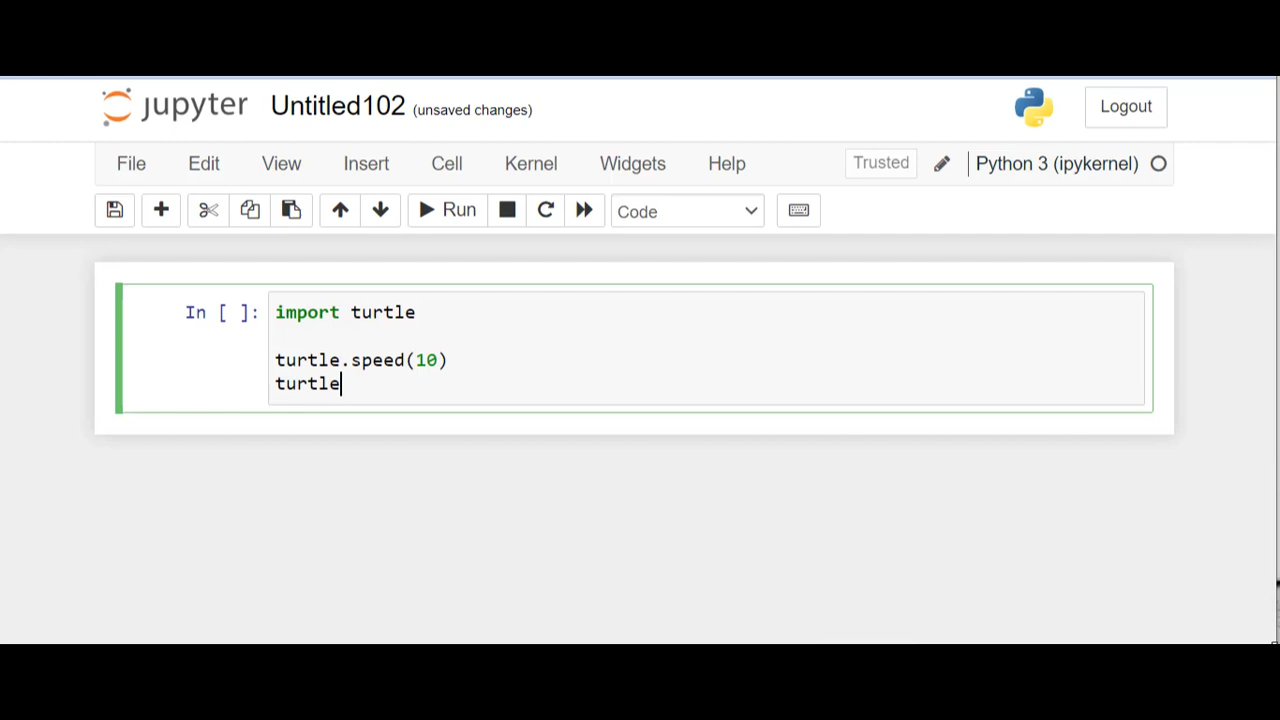 jupyter Untitled102 (unsaved changes) Logout
File Edit View Insert Cell Kernel Widgets Help Trusted Python 3 (ipykernel)
Run Code
In [ ]: import turtle
turtle.speed(10)
turtle